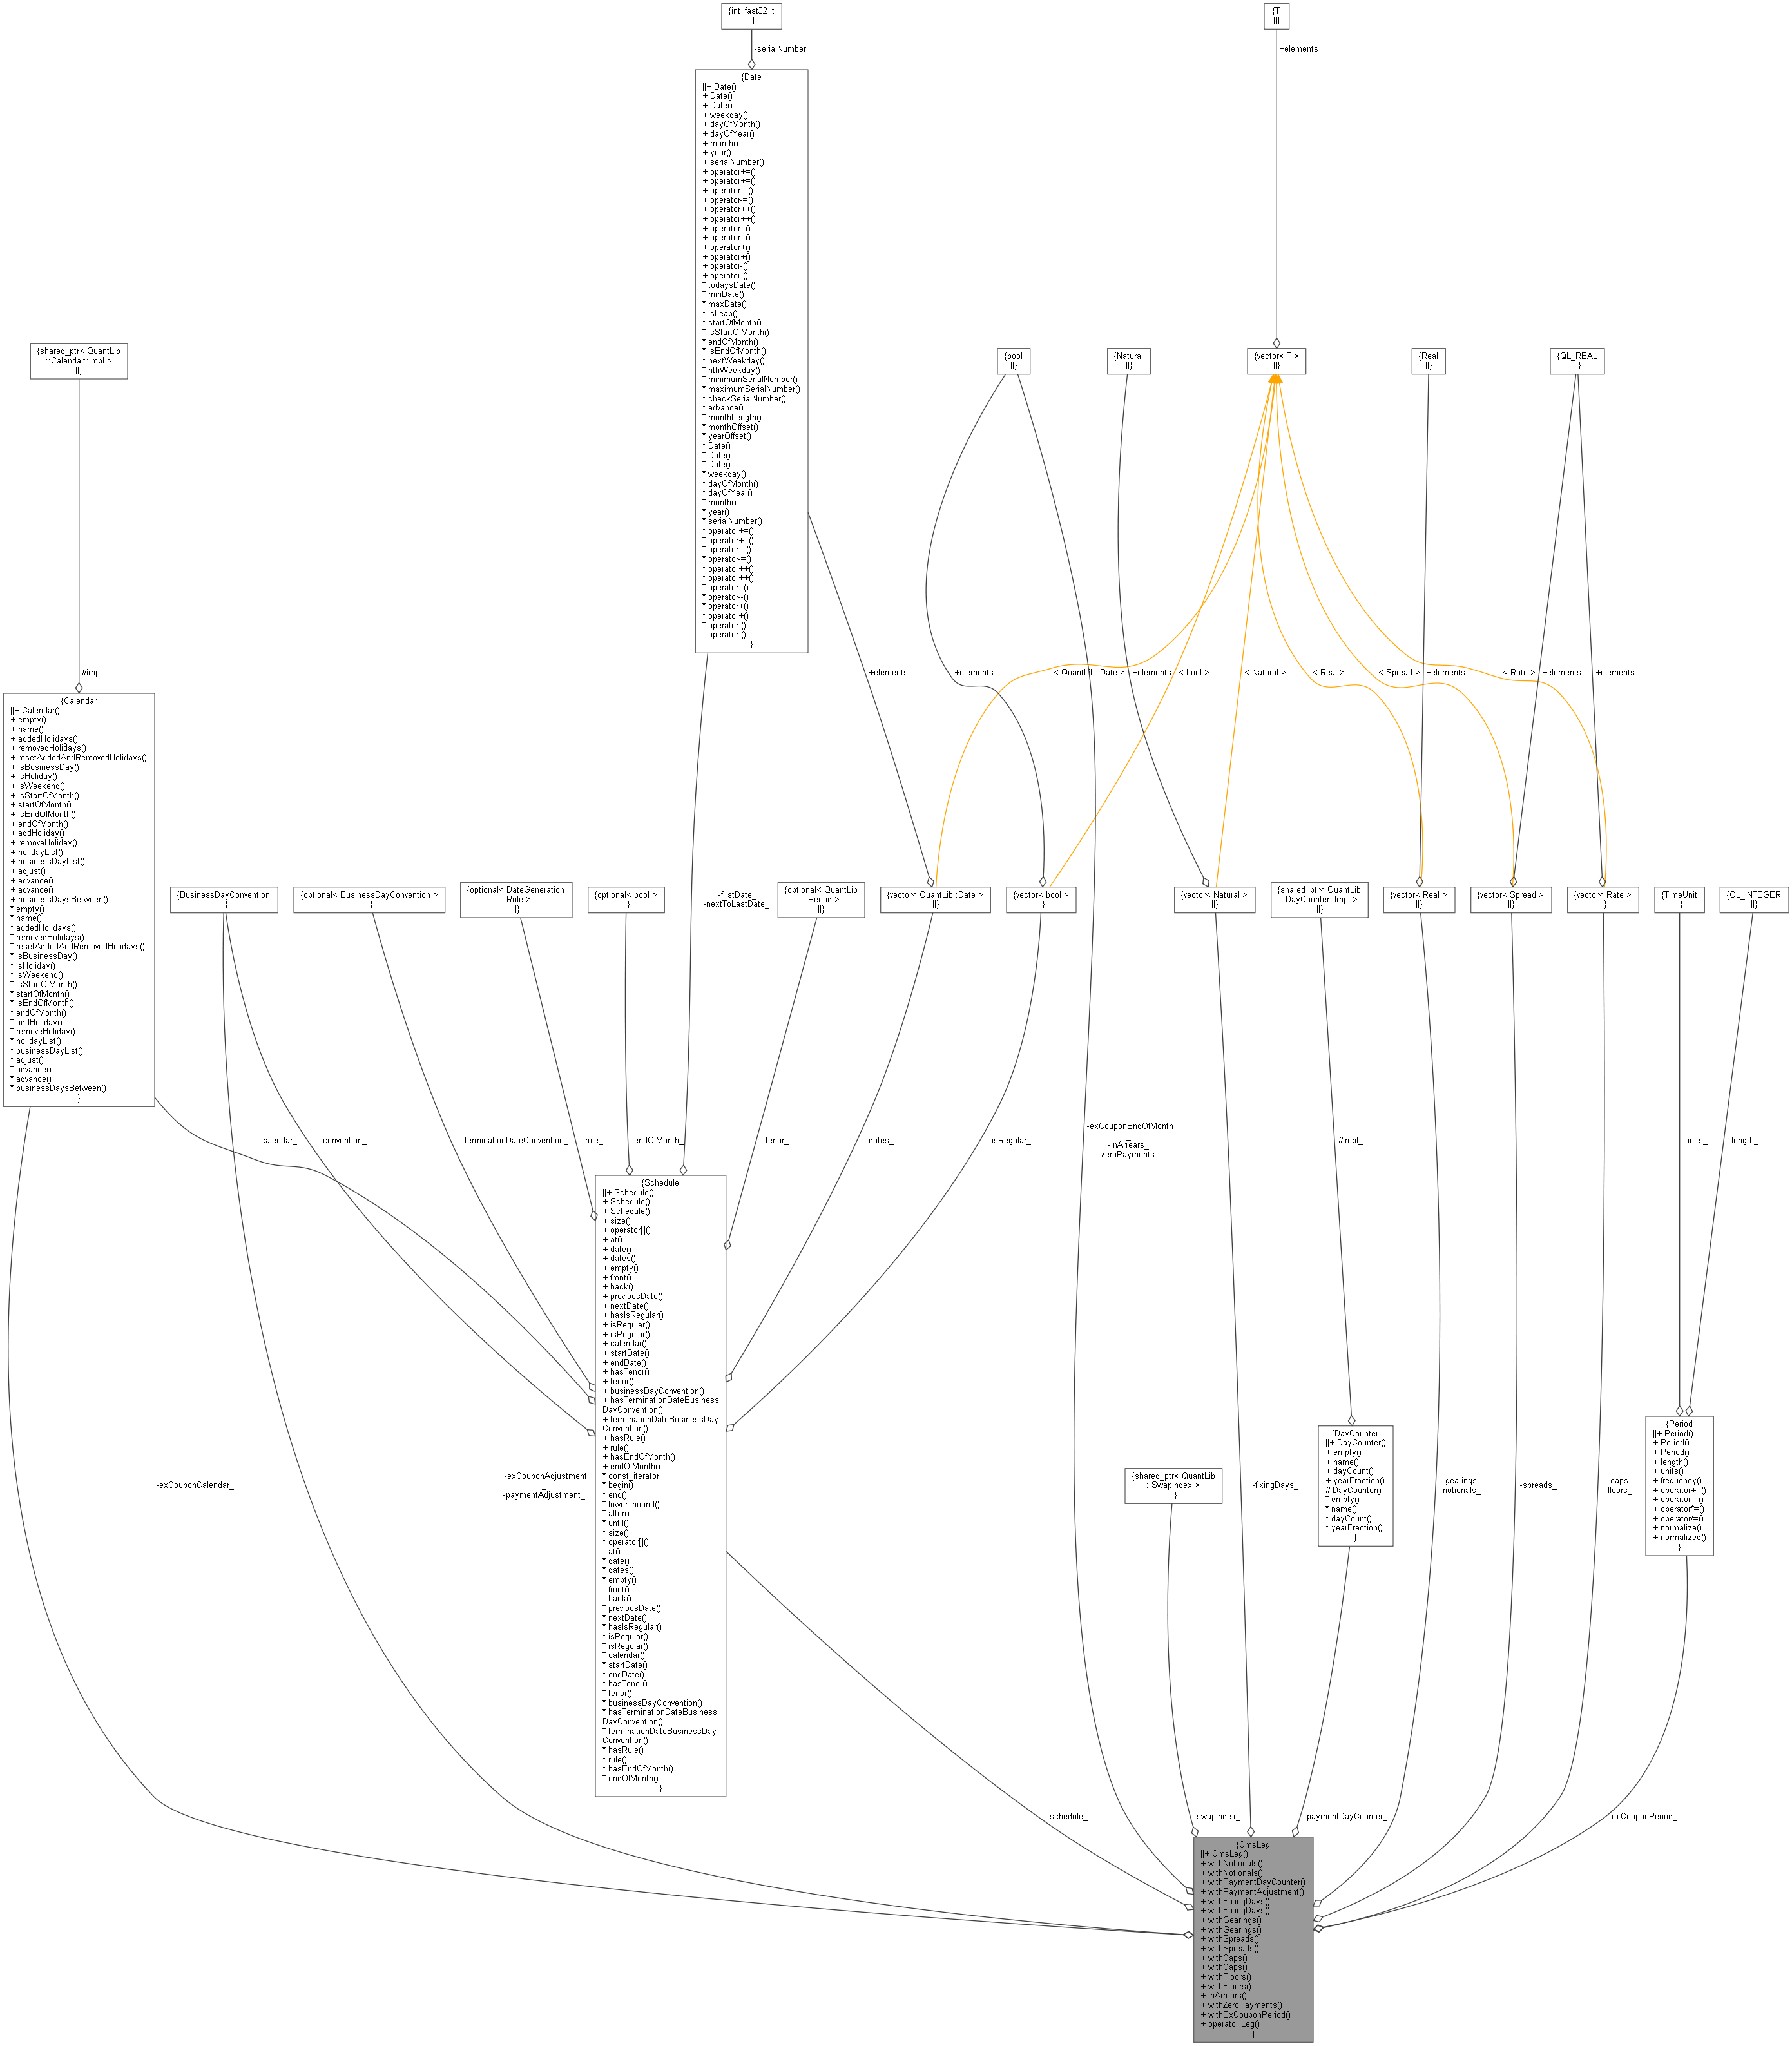 {int_fast32_t
||}
{T
||}
-serialNumber_
+elements
{Date
||+ Date()
+ Date()
+ Date()
+ weekday()
+ dayOfMonth()
+ dayOfYear()
+ month()
+ year()
+ serialNumber()
+ operator+=()
+ operator+=()
+ operator-=()
+ operator-=()
+ operator++()
+ operator++()
+ operator--()
+ operator--()
+ operator+()
+ operator+()
+ operator-()
+ operator-()
* todaysDate()
* minDate()
* maxDate()
* isLeap()
* startOfMonth()
* isStartOfMonth()
* endOfMonth()
* isEndOfMonth()
* nextWeekday()
* nthWeekday()
* minimumSerialNumber()
* maximumSerialNumber()
* checkSerialNumber()
* advance()
* monthLength()
* monthOffset()
* yearOffset()
* Date()
* Date()
* Date()
* weekday()
* dayOfMonth()
* dayOfYear()
* month()
* year()
* serialNumber()
* operator+=()
* operator+=()
* operator-=()
* operator-=()
* operator++()
* operator++()
* operator--()
* operator--()
* operator+()
* operator+()
* operator-()
* operator-()
}
{shared_ptr< QuantLib
::Calendar::Impl >
||}
{bool
||}
{Natural
||}
{vector< T >
||}
{Real
||}
{QL_REAL
||}
#impl_
+elements
+elements
< QuantLib::Date >
+elements
< bool >
< Natural >
< Real >
+elements
< Spread >
+elements
< Rate >
+elements
{Calendar
||+ Calendar()
+ empty()
+ name()
+ addedHolidays()
+ removedHolidays()
+ resetAddedAndRemovedHolidays()
+ isBusinessDay()
+ isHoliday()
+ isWeekend()
+ isStartOfMonth()
+ startOfMonth()
+ isEndOfMonth()
+ endOfMonth()
+ addHoliday()
+ removeHoliday()
+ holidayList()
+ businessDayList()
+ adjust()
+ advance()
+ advance()
+ businessDaysBetween()
* empty()
* name()
* addedHolidays()
* removedHolidays()
* resetAddedAndRemovedHolidays()
* isBusinessDay()
* isHoliday()
* isWeekend()
* isStartOfMonth()
* startOfMonth()
* isEndOfMonth()
* endOfMonth()
* addHoliday()
* removeHoliday()
* holidayList()
* businessDayList()
* adjust()
* advance()
* advance()
* businessDaysBetween()
}
{BusinessDayConvention
||}
{optional< BusinessDayConvention >
||}
{optional< DateGeneration
::Rule >
||}
{optional< bool >
||}
-firstDate_
-nextToLastDate_
{optional< QuantLib
::Period >
||}
{vector< QuantLib::Date >
||}
{vector< bool >
||}
{vector< Natural >
||}
{shared_ptr< QuantLib
::DayCounter::Impl >
||}
{vector< Real >
||}
{vector< Spread >
||}
{vector< Rate >
||}
{TimeUnit
||}
{QL_INTEGER
||}
-calendar_
-convention_
-terminationDateConvention_
-rule_
-endOfMonth_
-tenor_
-dates_
-isRegular_
-exCouponEndOfMonth
_
-inArrears_
-zeroPayments_
#impl_
-units_
-length_
{Schedule
||+ Schedule()
+ Schedule()
+ Schedule()
+ size()
+ operator[]()
+ at()
+ date()
+ dates()
+ empty()
+ front()
+ back()
+ previousDate()
+ nextDate()
+ hasIsRegular()
+ isRegular()
+ isRegular()
+ calendar()
+ startDate()
+ endDate()
+ hasTenor()
+ tenor()
+ businessDayConvention()
+ hasTerminationDateBusiness
DayConvention()
+ terminationDateBusinessDay
Convention()
+ hasRule()
+ rule()
+ hasEndOfMonth()
+ endOfMonth()
* const_iterator
* begin()
* end()
* lower_bound()
* after()
* until()
* size()
* operator[]()
* at()
* date()
* dates()
* empty()
* front()
* back()
* previousDate()
* nextDate()
* hasIsRegular()
* isRegular()
* isRegular()
* calendar()
* startDate()
* endDate()
* hasTenor()
* tenor()
* businessDayConvention()
* hasTerminationDateBusiness
DayConvention()
* terminationDateBusinessDay
Convention()
* hasRule()
* rule()
* hasEndOfMonth()
* endOfMonth()
}
-exCouponCalendar_
-exCouponAdjustment
_
-paymentAdjustment_
{shared_ptr< QuantLib
::SwapIndex >
||}
-fixingDays_
{DayCounter
||+ DayCounter()
+ empty()
+ name()
+ dayCount()
+ yearFraction()
# DayCounter()
* empty()
* name()
* dayCount()
* yearFraction()
}
-gearings_
-notionals_
-spreads_
-caps_
-floors_
{Period
||+ Period()
+ Period()
+ Period()
+ length()
+ units()
+ frequency()
+ operator+=()
+ operator-=()
+ operator*=()
+ operator/=()
+ normalize()
+ normalized()
}
-schedule_
-swapIndex_
-paymentDayCounter_
-exCouponPeriod_
{CmsLeg
||+ CmsLeg()
+ withNotionals()
+ withNotionals()
+ withPaymentDayCounter()
+ withPaymentAdjustment()
+ withFixingDays()
+ withFixingDays()
+ withGearings()
+ withGearings()
+ withSpreads()
+ withSpreads()
+ withCaps()
+ withCaps()
+ withFloors()
+ withFloors()
+ inArrears()
+ withZeroPayments()
+ withExCouponPeriod()
+ operator Leg()
}